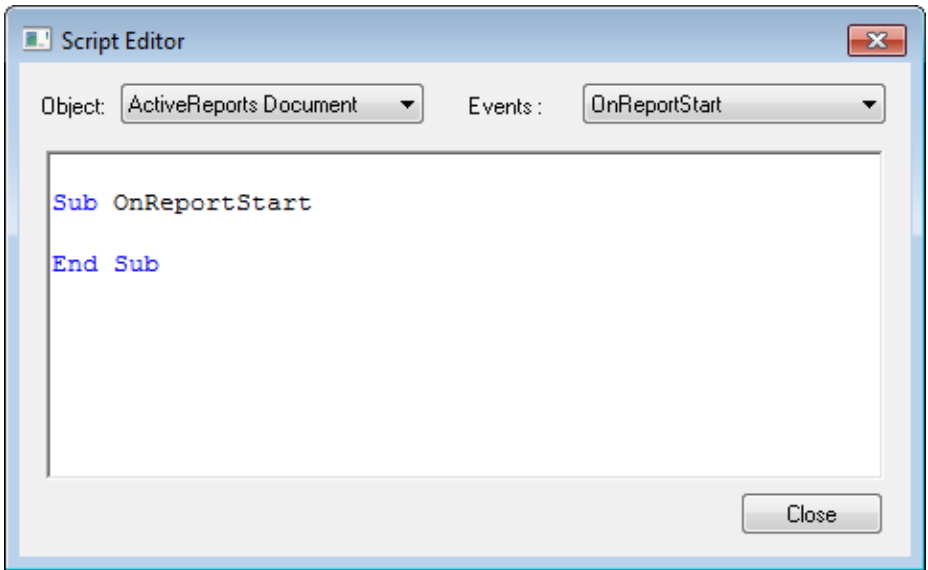 Script Editor
Object: ActiveReports Document Events : OnReportStart
Sub OnReportStart
End Sub
Close